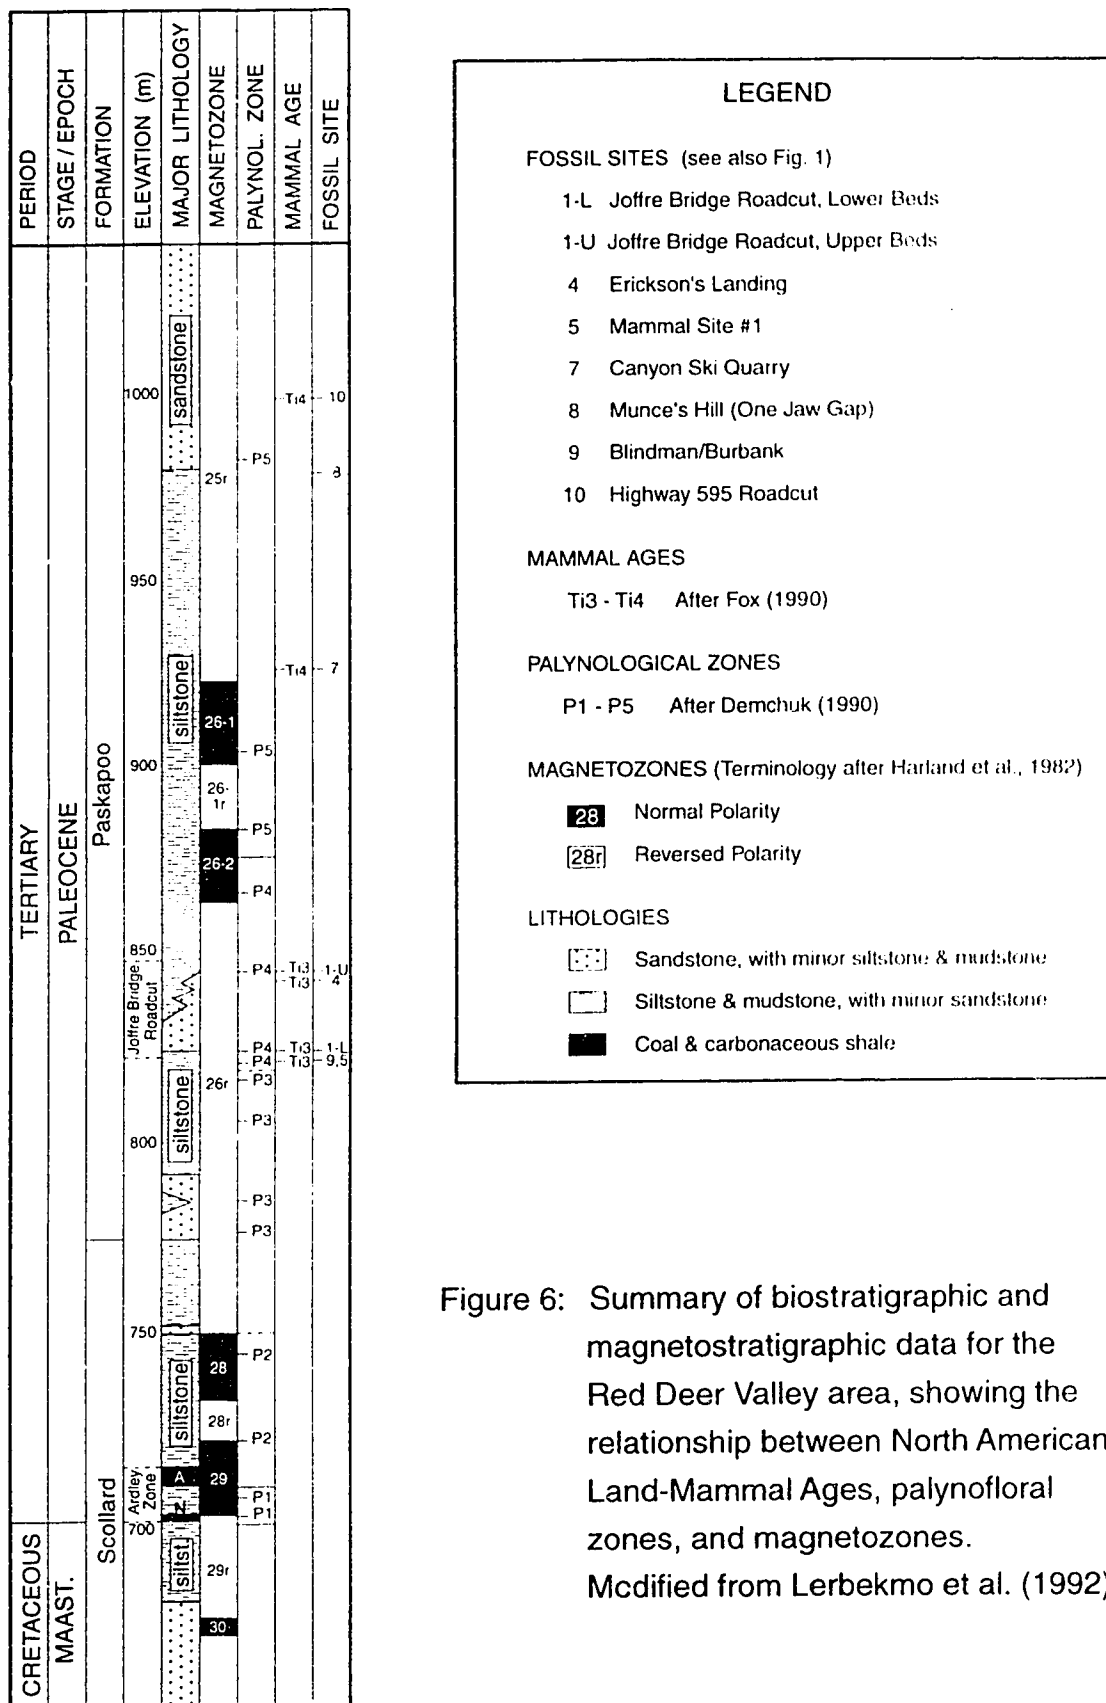 PERIOD
STAGE / EPOCH
FORMATION
ELEVATION (m)
MAJOR LITHOLOGY
MAGNETOZONE
PALYNOL. ZONE
MAMMAL AGE
FOSSIL SITE
TERTIARY
CRETACEOUS
PALEOCENE
MAAST.
Paskapoo
Scollard
1000
950
900
850
Joffre Bridge
Roadcut
800
750
Ardley
Zone
700
sandstone
siltstone
siltstone
siltstone
A
N
siltst
25r
26-1
26-
1r
26-2
26r
28
28r
29
29r
30
P5
P5
P5
P4
P4
P4
P4
P3
P3
P3
P3
P2
P2
P1
P1
Ti4
Ti4
Ti3
Ti3
Ti3
Ti3
10
8
7
1-U
4
1-L
9,5
LEGEND
FOSSIL SITES (see also Fig. 1)
1-L Joffre Bridge Roadcut, Lower Beds
1-U Joffre Bridge Roadcut, Upper Beds
4 Erickson's Landing
5 Mammal Site #1
7 Canyon Ski Quarry
8 Munce's Hill (One Jaw Gap)
9 Blindman/Burbank
10 Highway 595 Roadcut
MAMMAL AGES
Ti3 - Ti4 After Fox (1990)
PALYNOLOGICAL ZONES
P1 - P5 After Demchuk (1990)
MAGNETOZONES (Terminology after Harland et al., 1982)
28 Normal Polarity
28r Reversed Polarity
LITHOLOGIES
Sandstone, with minor siltstone & mudstone
Siltstone & mudstone, with minor sandstone
Coal & carbonaceous shale
Figure 6: Summary of biostratigraphic and
magnetostratigraphic data for the
Red Deer Valley area, showing the
relationship between North American
Land-Mammal Ages, palynofloral
zones, and magnetozones.
Mcdified from Lerbekmo et al. (1992)